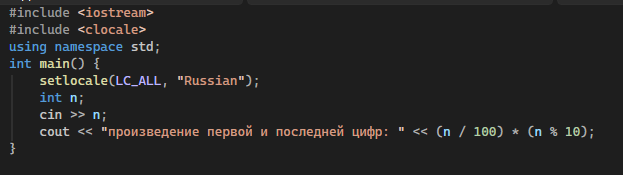 #include <iostream>
#include <clocale>
using namespace std;
int main() {
    setlocale(LC_ALL, "Russian");
    int n;
    cin >> n;
    cout << "произведение первой и последней цифр: " << (n / 100) * (n % 10);
}